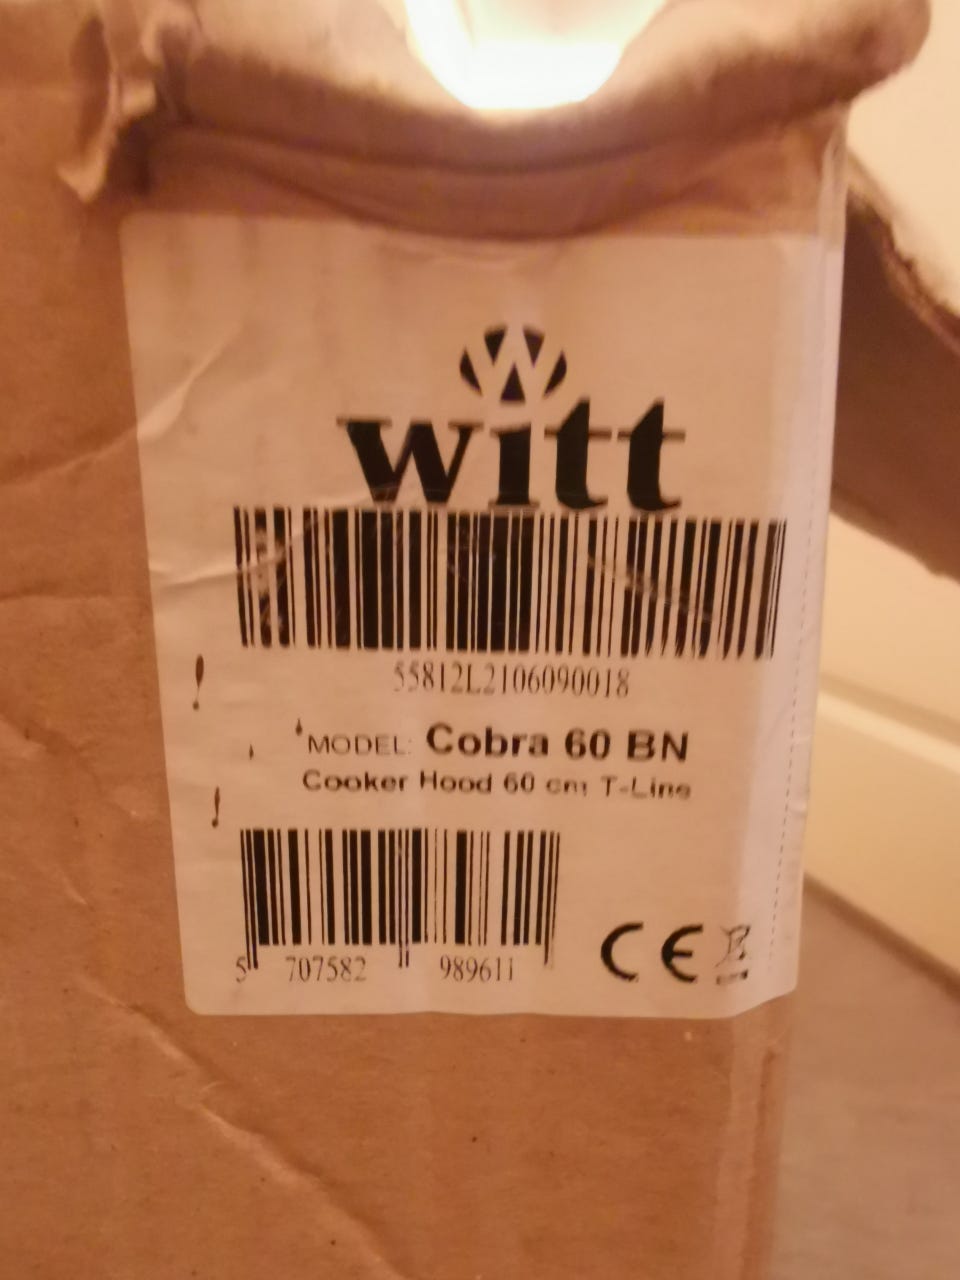 witt
55812L2106090018
MODEL: Cobra 60 BN
Cooker Hood 60 cm T-Line
5 707582 989611
CE